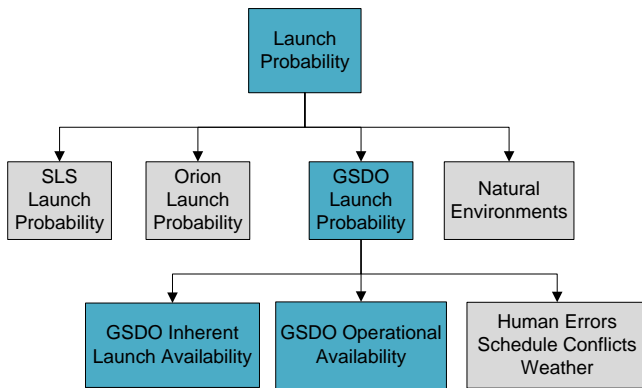 Launch
Probability
SLS
Launch
Probability
Orion
Launch
Probability
GSDO
Launch
Probability
Natural
Environments
GSDO Inherent
Launch Availability
GSDO Operational
Availability
Human Errors
Schedule Conflicts
Weather